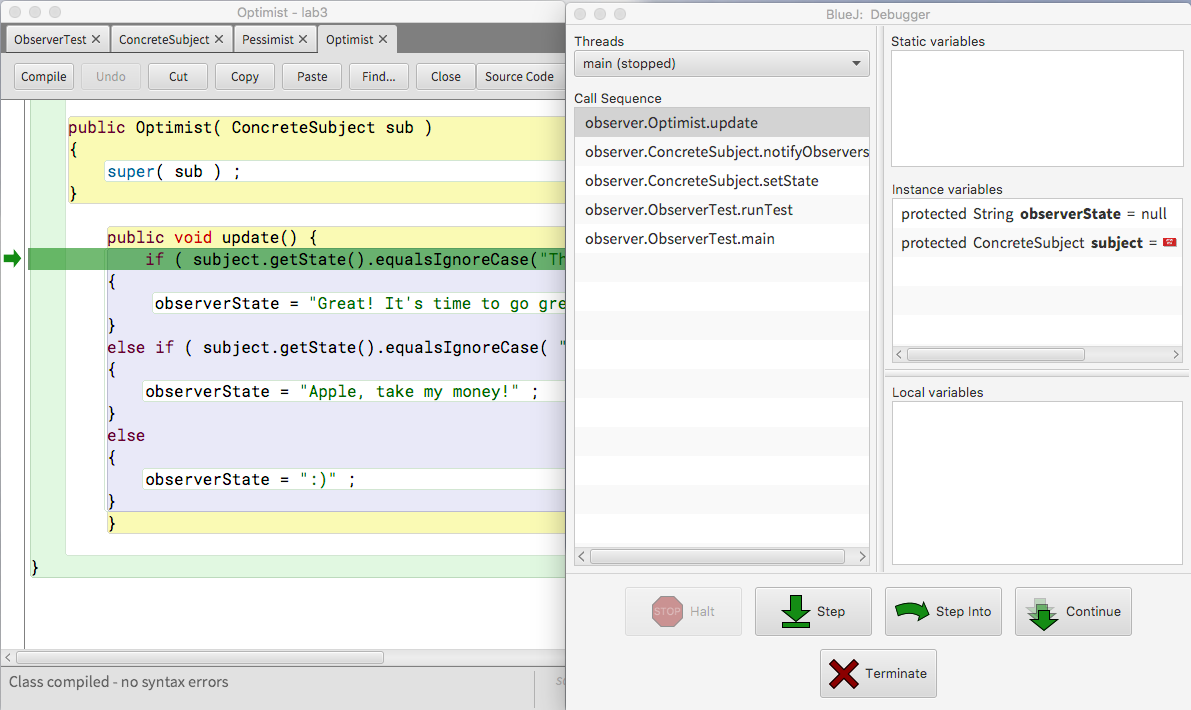 Optimist - lab3
ObserverTest ✕ ConcreteSubject ✕ Pessimist ✕ Optimist ✕
Compile Undo Cut Copy Paste Find... Close Source Code
public Optimist( ConcreteSubject sub )
{
super( sub ) ;
}
public void update() {
if ( subject.getState().equalsIgnoreCase("Th
{
observerState = "Great! It's time to go gre
}
else if ( subject.getState().equalsIgnoreCase( "
{
observerState = "Apple, take my money!" ;
}
else
{
observerState = ":)" ;
}
}
}
Class compiled - no syntax errors
BlueJ: Debugger
Threads
main (stopped)
Call Sequence
observer.Optimist.update
observer.ConcreteSubject.notifyObservers
observer.ConcreteSubject.setState
observer.ObserverTest.runTest
observer.ObserverTest.main
Static variables
Instance variables
protected String observerState = null
protected ConcreteSubject subject =
Local variables
STOP Halt
Step
Step Into
Continue
Terminate